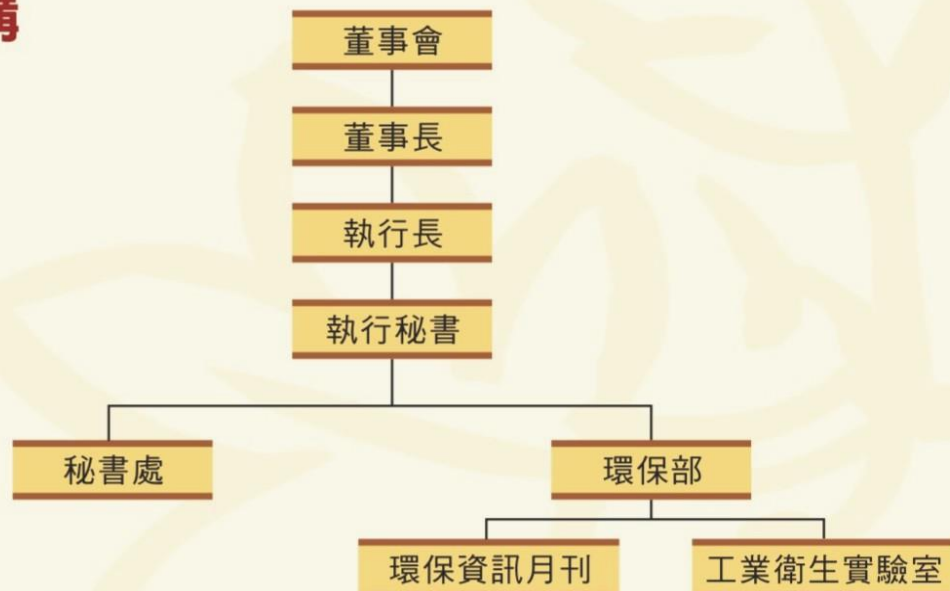 構
董事會
董事長
執行長
執行秘書
秘書處
環保部
環保資訊月刊
工業衛生實驗室